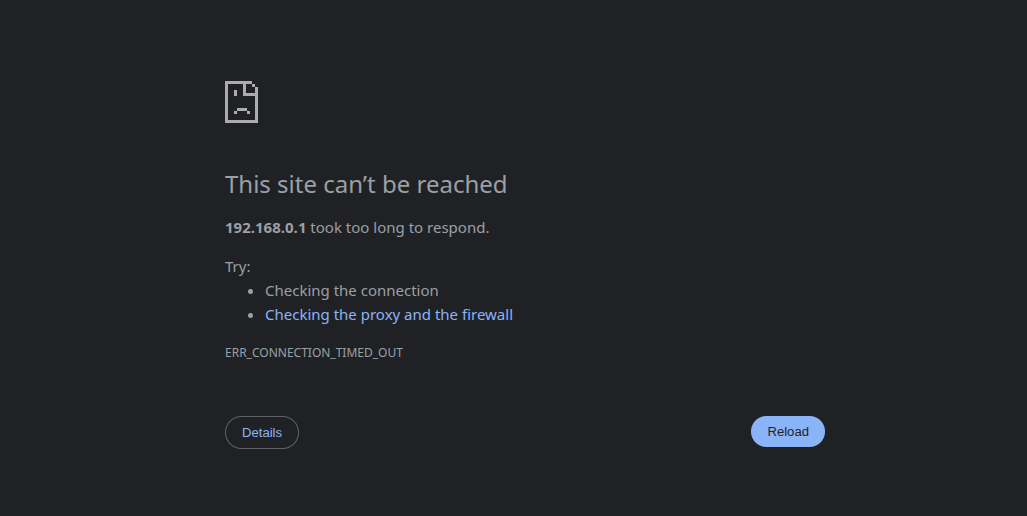 This site can’t be reached
192.168.0.1 took too long to respond.
Try:
Checking the connection
Checking the proxy and the firewall
ERR_CONNECTION_TIMED_OUT
Details
Reload